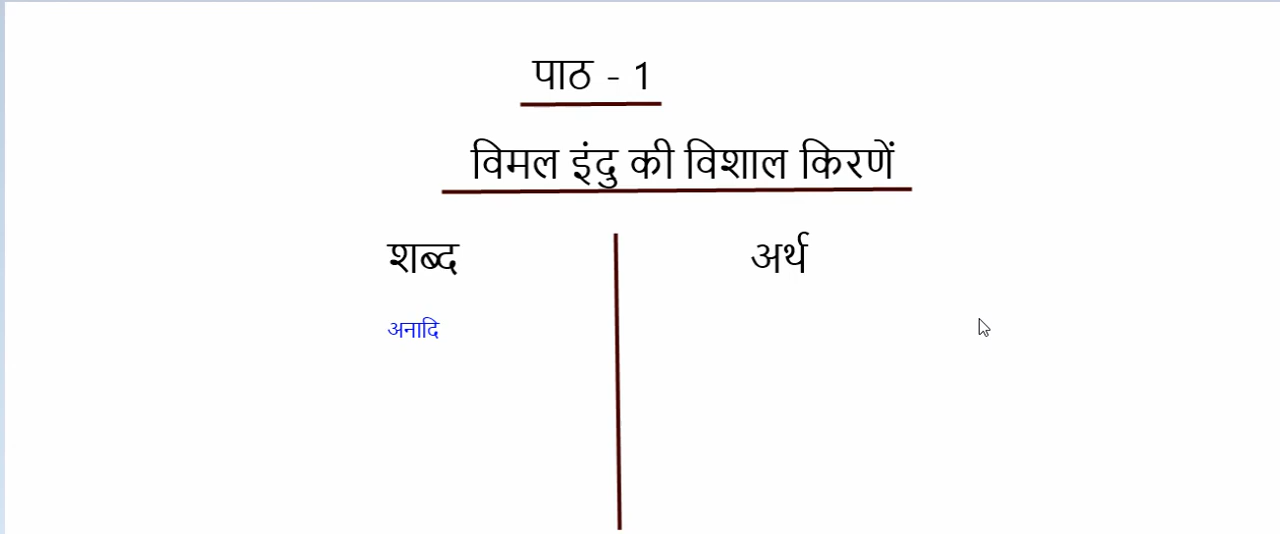 पाठ - 1
विमल इंदु की विशाल किरणें
शब्द अर्थ
अनादि